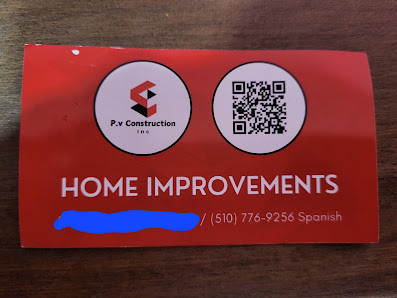 P.v Construction
Inc
HOME IMPROVEMENTS
/ (510) 776-9256 Spanish